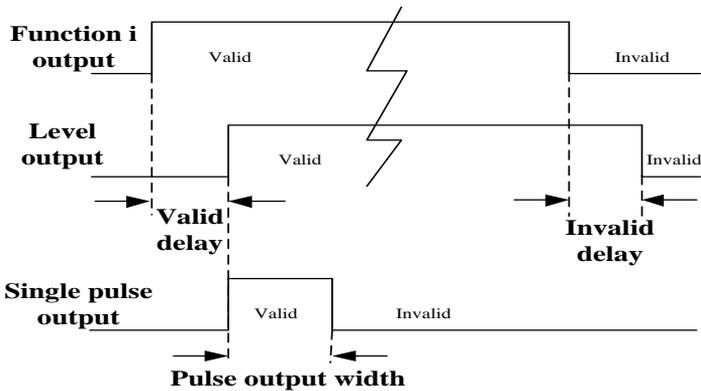 Function i
output
Valid
Invalid
Level
output
Valid
Invalid
Valid
delay
Invalid
delay
Single pulse
output
Valid
Invalid
Pulse output width